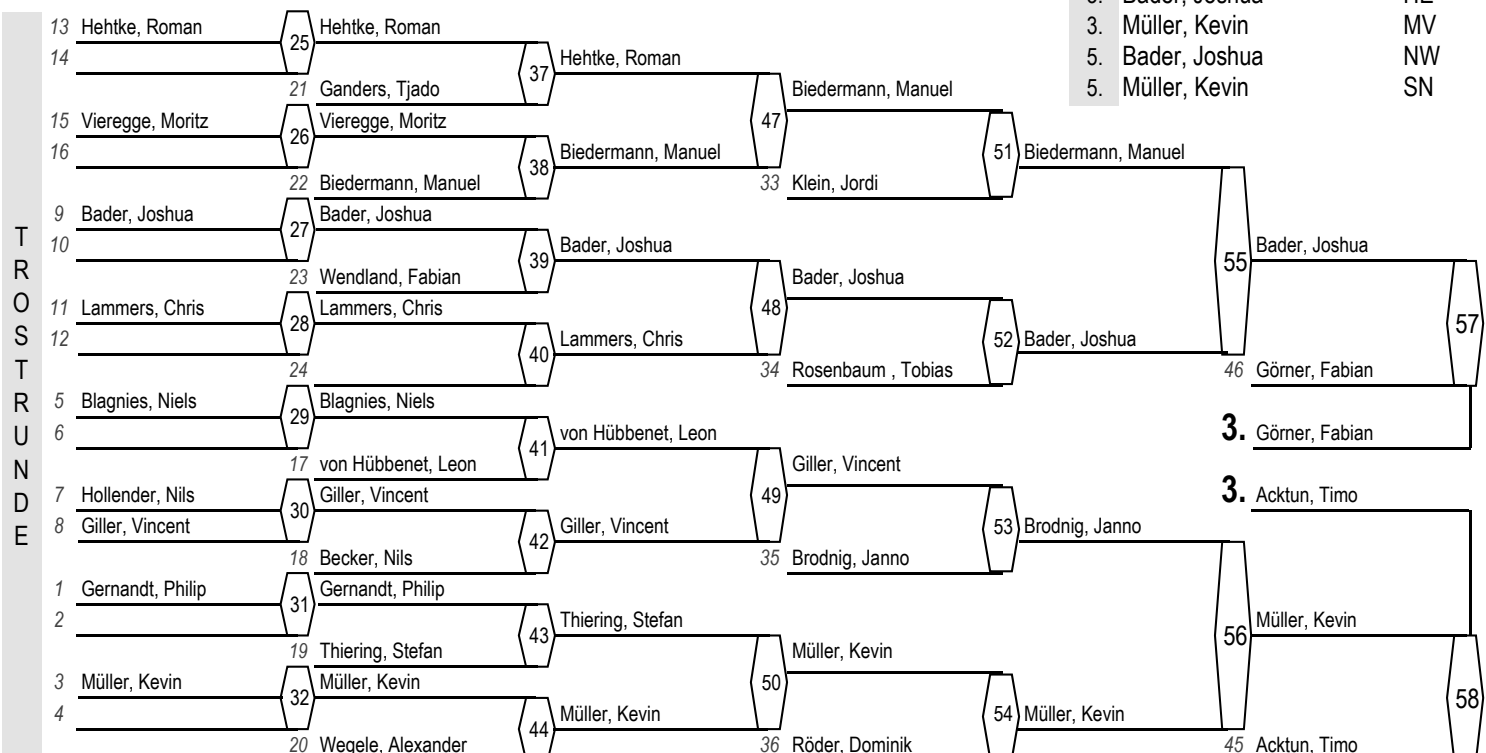 13 Hehtke, Roman 25 Hehtke, Roman
3. Müller, Kevin MV
14 37 Hehtke, Roman
5. Bader, Joshua NW
21 Ganders, Tjado Biedermann, Manuel
5. Müller, Kevin SN
15 Vieregge, Moritz 26 Vieregge, Moritz 47
16 38 Biedermann, Manuel 51 Biedermann, Manuel
22 Biedermann, Manuel 33 Klein, Jordi
9 Bader, Joshua 27 Bader, Joshua
10 39 Bader, Joshua 55 Bader, Joshua
23 Wendland, Fabian Bader, Joshua
11 Lammers, Chris 28 Lammers, Chris 48 57
12 40 Lammers, Chris 52 Bader, Joshua
24 34 Rosenbaum , Tobias 46 Görner, Fabian
5 Blagnies, Niels 29 Blagnies, Niels
6 41 von Hübbenet, Leon 3. Görner, Fabian
17 von Hübbenet, Leon Giller, Vincent
7 Hollender, Nils 30 Giller, Vincent 49 3. Acktun, Timo
8 Giller, Vincent 42 Giller, Vincent 53 Brodnig, Janno
18 Becker, Nils 35 Brodnig, Janno
1 Gernandt, Philip 31 Gernandt, Philip
2 43 Thiering, Stefan 56 Müller, Kevin
19 Thiering, Stefan Müller, Kevin
3 Müller, Kevin 32 Müller, Kevin 50 58
4 44 Müller, Kevin 54 Müller, Kevin
20 Wegele, Alexander 36 Röder, Dominik 45 Acktun, Timo
TROSTRUNDE